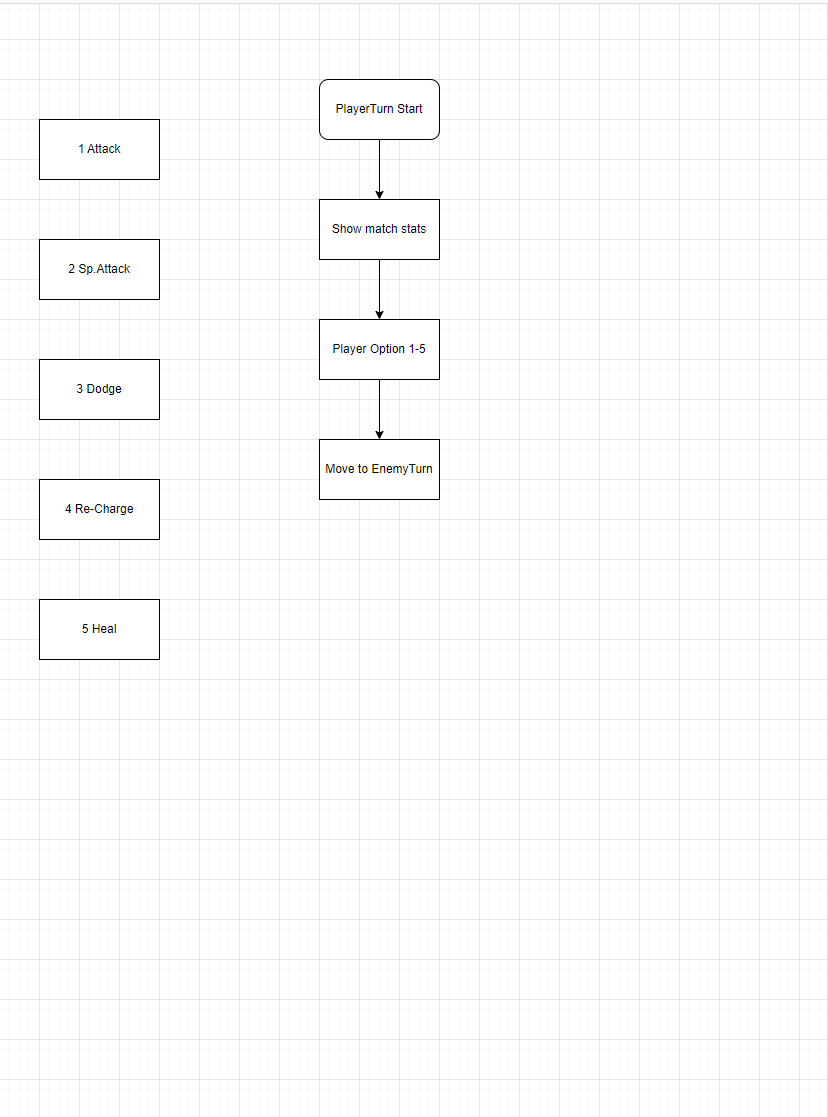 PlayerTurn Start
1 Attack
Show match stats
2 Sp.Attack
Player Option 1-5
3 Dodge
Move to EnemyTurn
4 Re-Charge
5 Heal